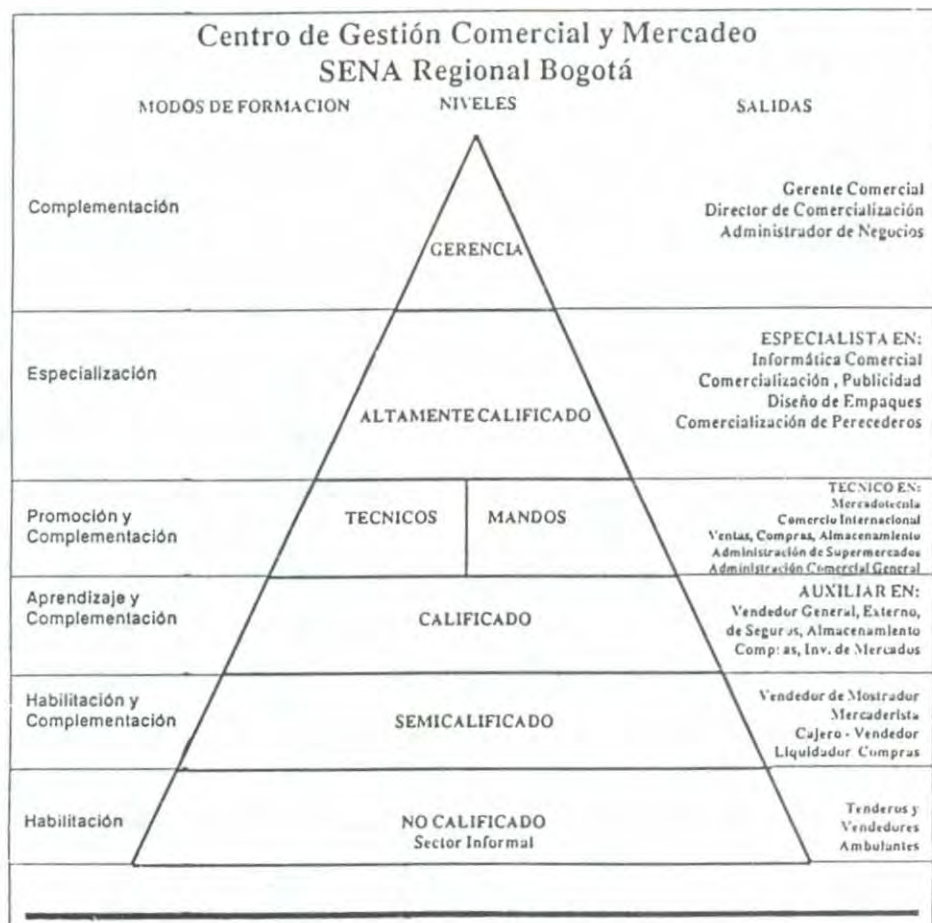 Centro de Gestión Comercial y Mercadeo
SENA Regional Bogotá
MODOS DE FORMACION NIVELES SALIDAS
Complementación
GERENCIA
Gerente Comercial
Director de Comercialización
Administrador de Negocios
Especialización
ALTAMENTE CALIFICADO
ESPECIALISTA EN:
Informática Comercial
Comercialización , Publicidad
Diseño de Empaques
Comercialización de Perecederos
Promoción y
Complementación
TECNICOS MANDOS
TECNICO EN:
Mercadotecnia
Comercio Internacional
Ventas, Compras, Almacenamiento
Administración de Supermercados
Administración Comercial General
Aprendizaje y
Complementación
CALIFICADO
AUXILIAR EN:
Vendedor General, Externo,
de Seguros, Almacenamiento
Compras, Inv. de Mercados
Habilitación y
Complementación
SEMICALIFICADO
Vendedor de Mostrador
Mercaderista
Cajero - Vendedor
Liquidador Compras
Habilitación
NO CALIFICADO
Sector Informal
Tenderos y
Vendedores
Ambulantes